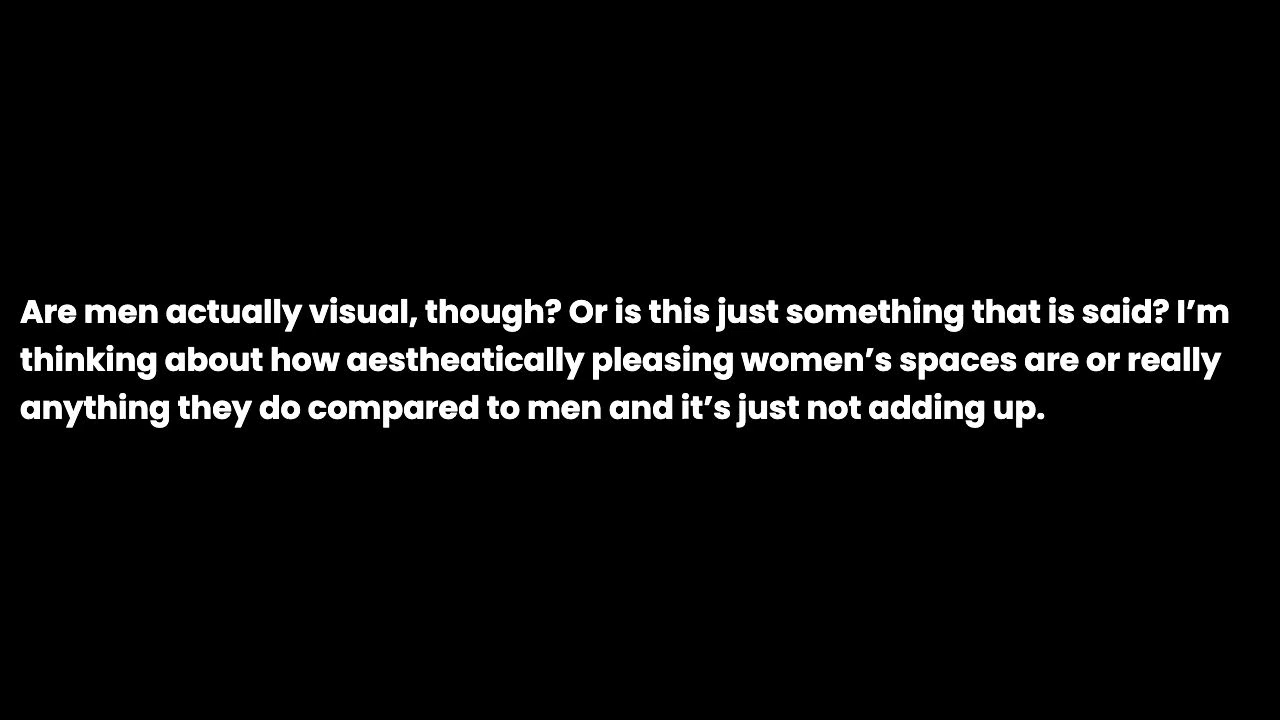 Are men actually visual, though? Or is this just something that is said? I’m
thinking about how aestheatically pleasing women’s spaces are or really
anything they do compared to men and it’s just not adding up.